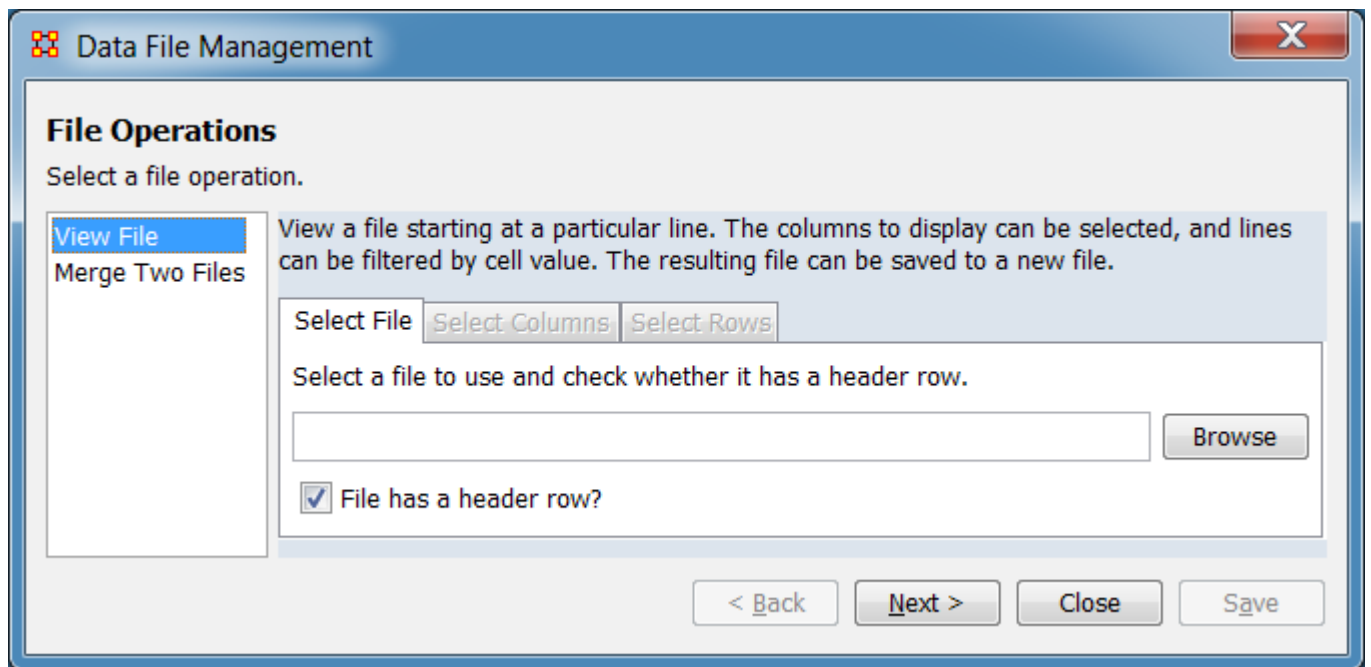 Data File Management
X
File Operations
Select a file operation.
View File
Merge Two Files
View a file starting at a particular line. The columns to display can be selected, and lines
can be filtered by cell value. The resulting file can be saved to a new file.
Select File Select Columns Select Rows
Select a file to use and check whether it has a header row.
Browse
File has a header row?
< Back Next > Close Save